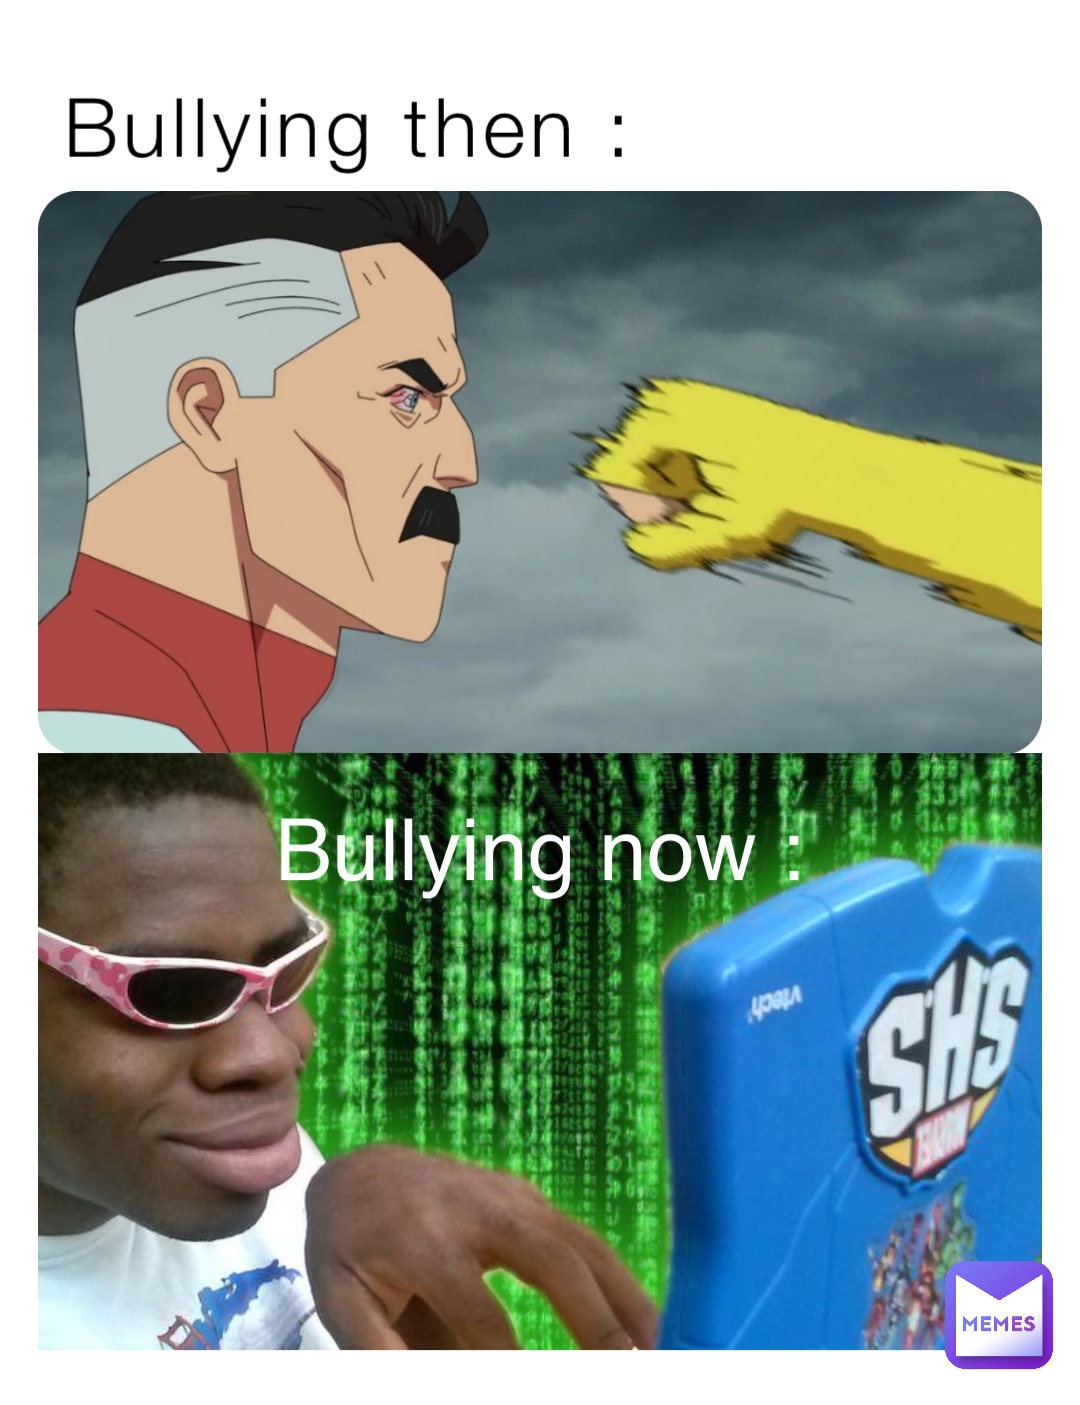 Bullying then :
Bullying now :
vtech
SHS
MEMES